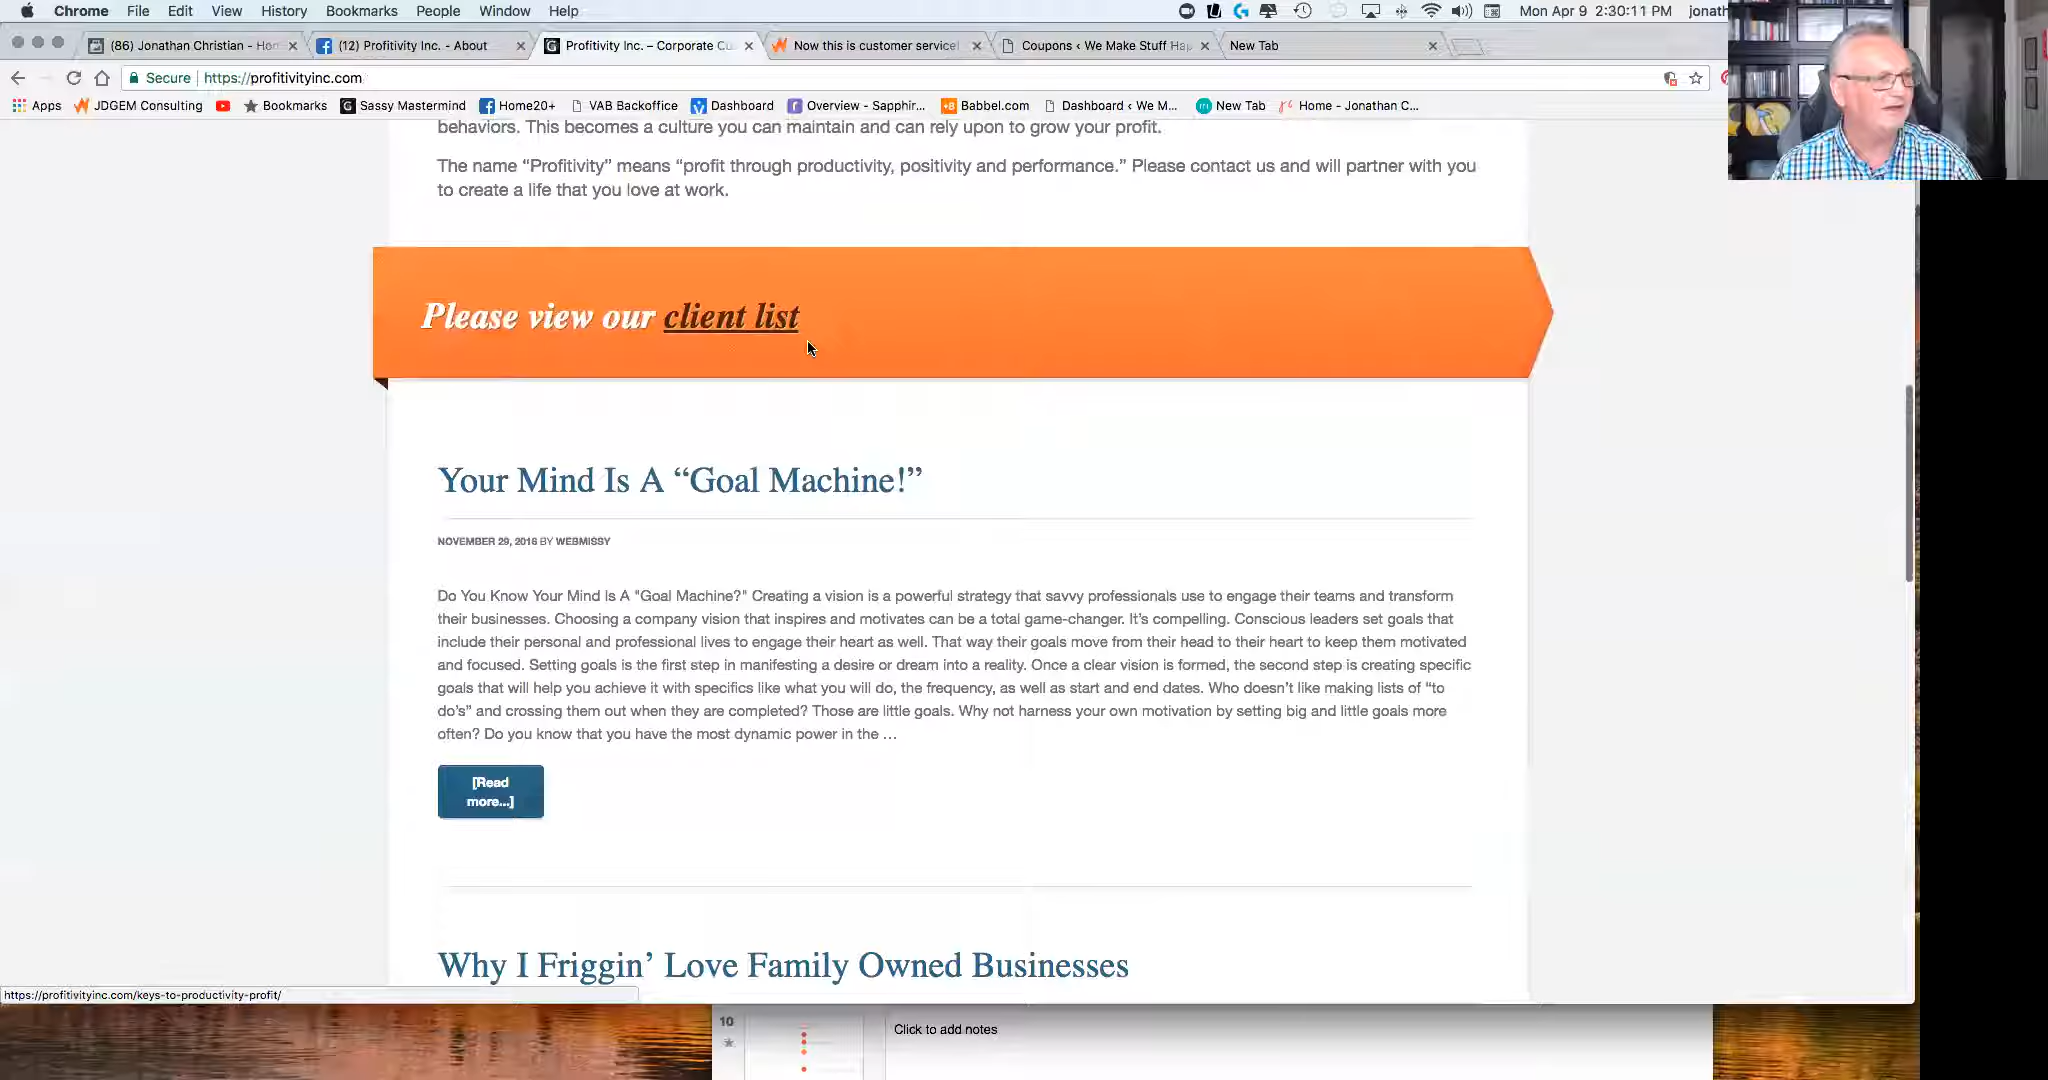 Chrome File Edit View History Bookmarks People Window Help Mon Apr 9 2:30:11 PM jonath
(86) Jonathan Christian - Hom (12) Profitivity Inc. - About Profitivity Inc. – Corporate Cu Now this is customer service! Coupons ‹ We Make Stuff Hap New Tab
Secure https://profitivityinc.com
Apps JDGEM Consulting Bookmarks Sassy Mastermind Home20+ VAB Backoffice Dashboard Overview - Sapphir... Babbel.com Dashboard ‹ We M... New Tab Home - Jonathan C...
behaviors. This becomes a culture you can maintain and can rely upon to grow your profit.
The name “Profitivity” means “profit through productivity, positivity and performance.” Please contact us and will partner with you
to create a life that you love at work.
Please view our client list
Your Mind Is A “Goal Machine!”
NOVEMBER 29, 2016 BY WEBMISSY
Do You Know Your Mind Is A "Goal Machine?" Creating a vision is a powerful strategy that savvy professionals use to engage their teams and transform
their businesses. Choosing a company vision that inspires and motivates can be a total game-changer. It’s compelling. Conscious leaders set goals that
include their personal and professional lives to engage their heart as well. That way their goals move from their head to their heart to keep them motivated
and focused. Setting goals is the first step in manifesting a desire or dream into a reality. Once a clear vision is formed, the second step is creating specific
goals that will help you achieve it with specifics like what you will do, the frequency, as well as start and end dates. Who doesn’t like making lists of “to
do’s” and crossing them out when they are completed? Those are little goals. Why not harness your own motivation by setting big and little goals more
often? Do you know that you have the most dynamic power in the …
[Read
more...]
Why I Friggin’ Love Family Owned Businesses
https://profitivityinc.com/keys-to-productivity-profit/
10
Click to add notes